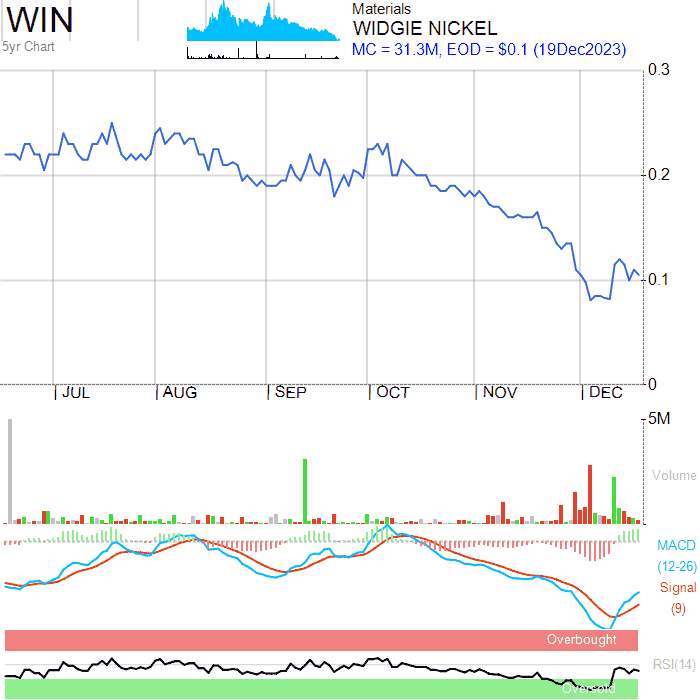 WIN
5yr Chart
Materials
WIDGIE NICKEL
MC = 31.3M, EOD = $0.1 (19Dec2023)
0.3
0.2
0.1
0
| JUL | AUG | SEP | OCT | NOV | DEC
5M
Volume
MACD
(12-26)
Signal
(9)
Overbought
RSI(14)
Oversold